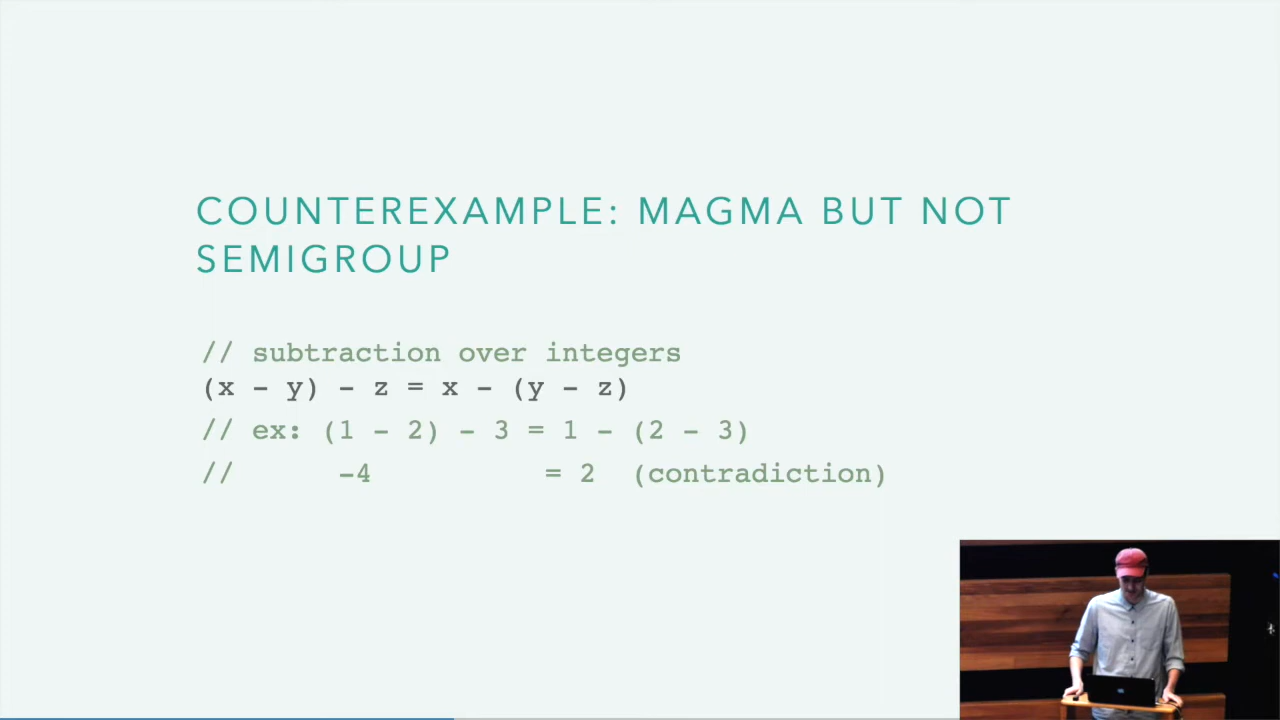 COUNTEREXAMPLE: MAGMA BUT NOT
SEMIGROUP
// subtraction over integers
(x - y) - z = x - (y - z)
// ex: (1 - 2) - 3 = 1 - (2 - 3)
// -4 = 2 (contradiction)